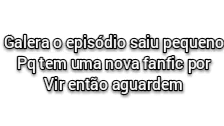 Galera o episódio saiu pequeno
Pq tem uma nova fanfic por
Vir então aguardem